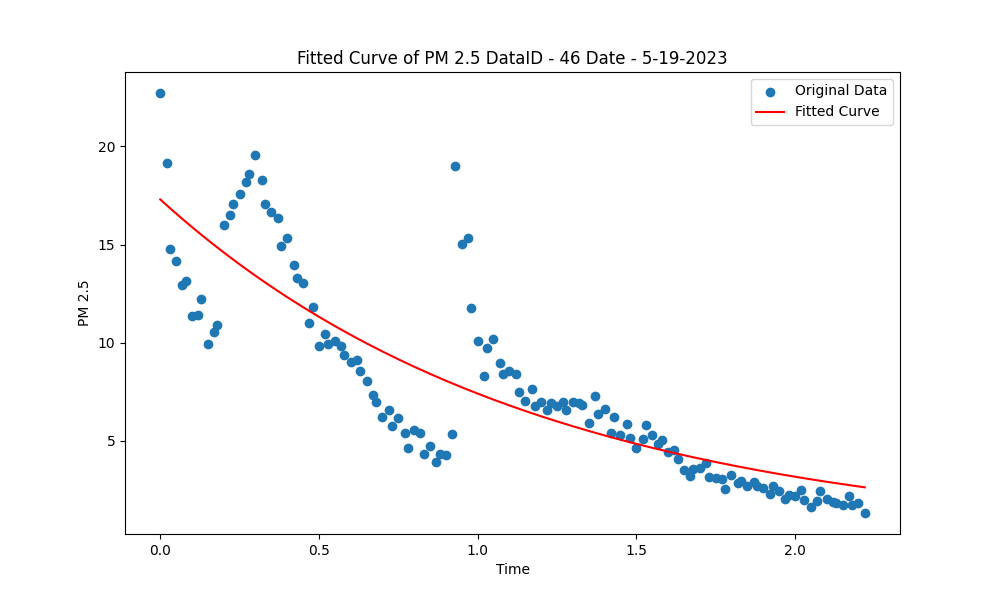 Fitted Curve of PM 2.5 DataID - 46 Date - 5-19-2023
Original Data
Fitted Curve
PM 2.5
20
15
10
5
0.0 0.5 1.0 1.5 2.0
Time